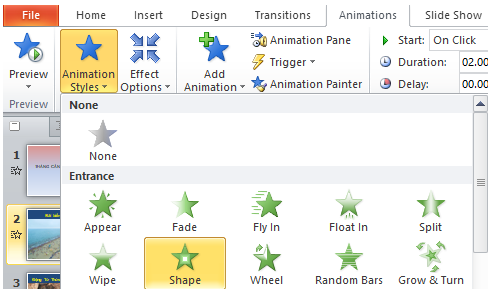 File Home Insert Design Transitions Animations Slide Show
Preview
Animation Styles
Effect Options
Add Animation
Animation Pane
Trigger
Animation Painter
Start: On Click
Duration: 02.00
Delay: 00.00
Preview
None
None
Entrance
Appear Fade Fly In Float In Split
Wipe Shape Wheel Random Bars Grow & Turn
1
2
3